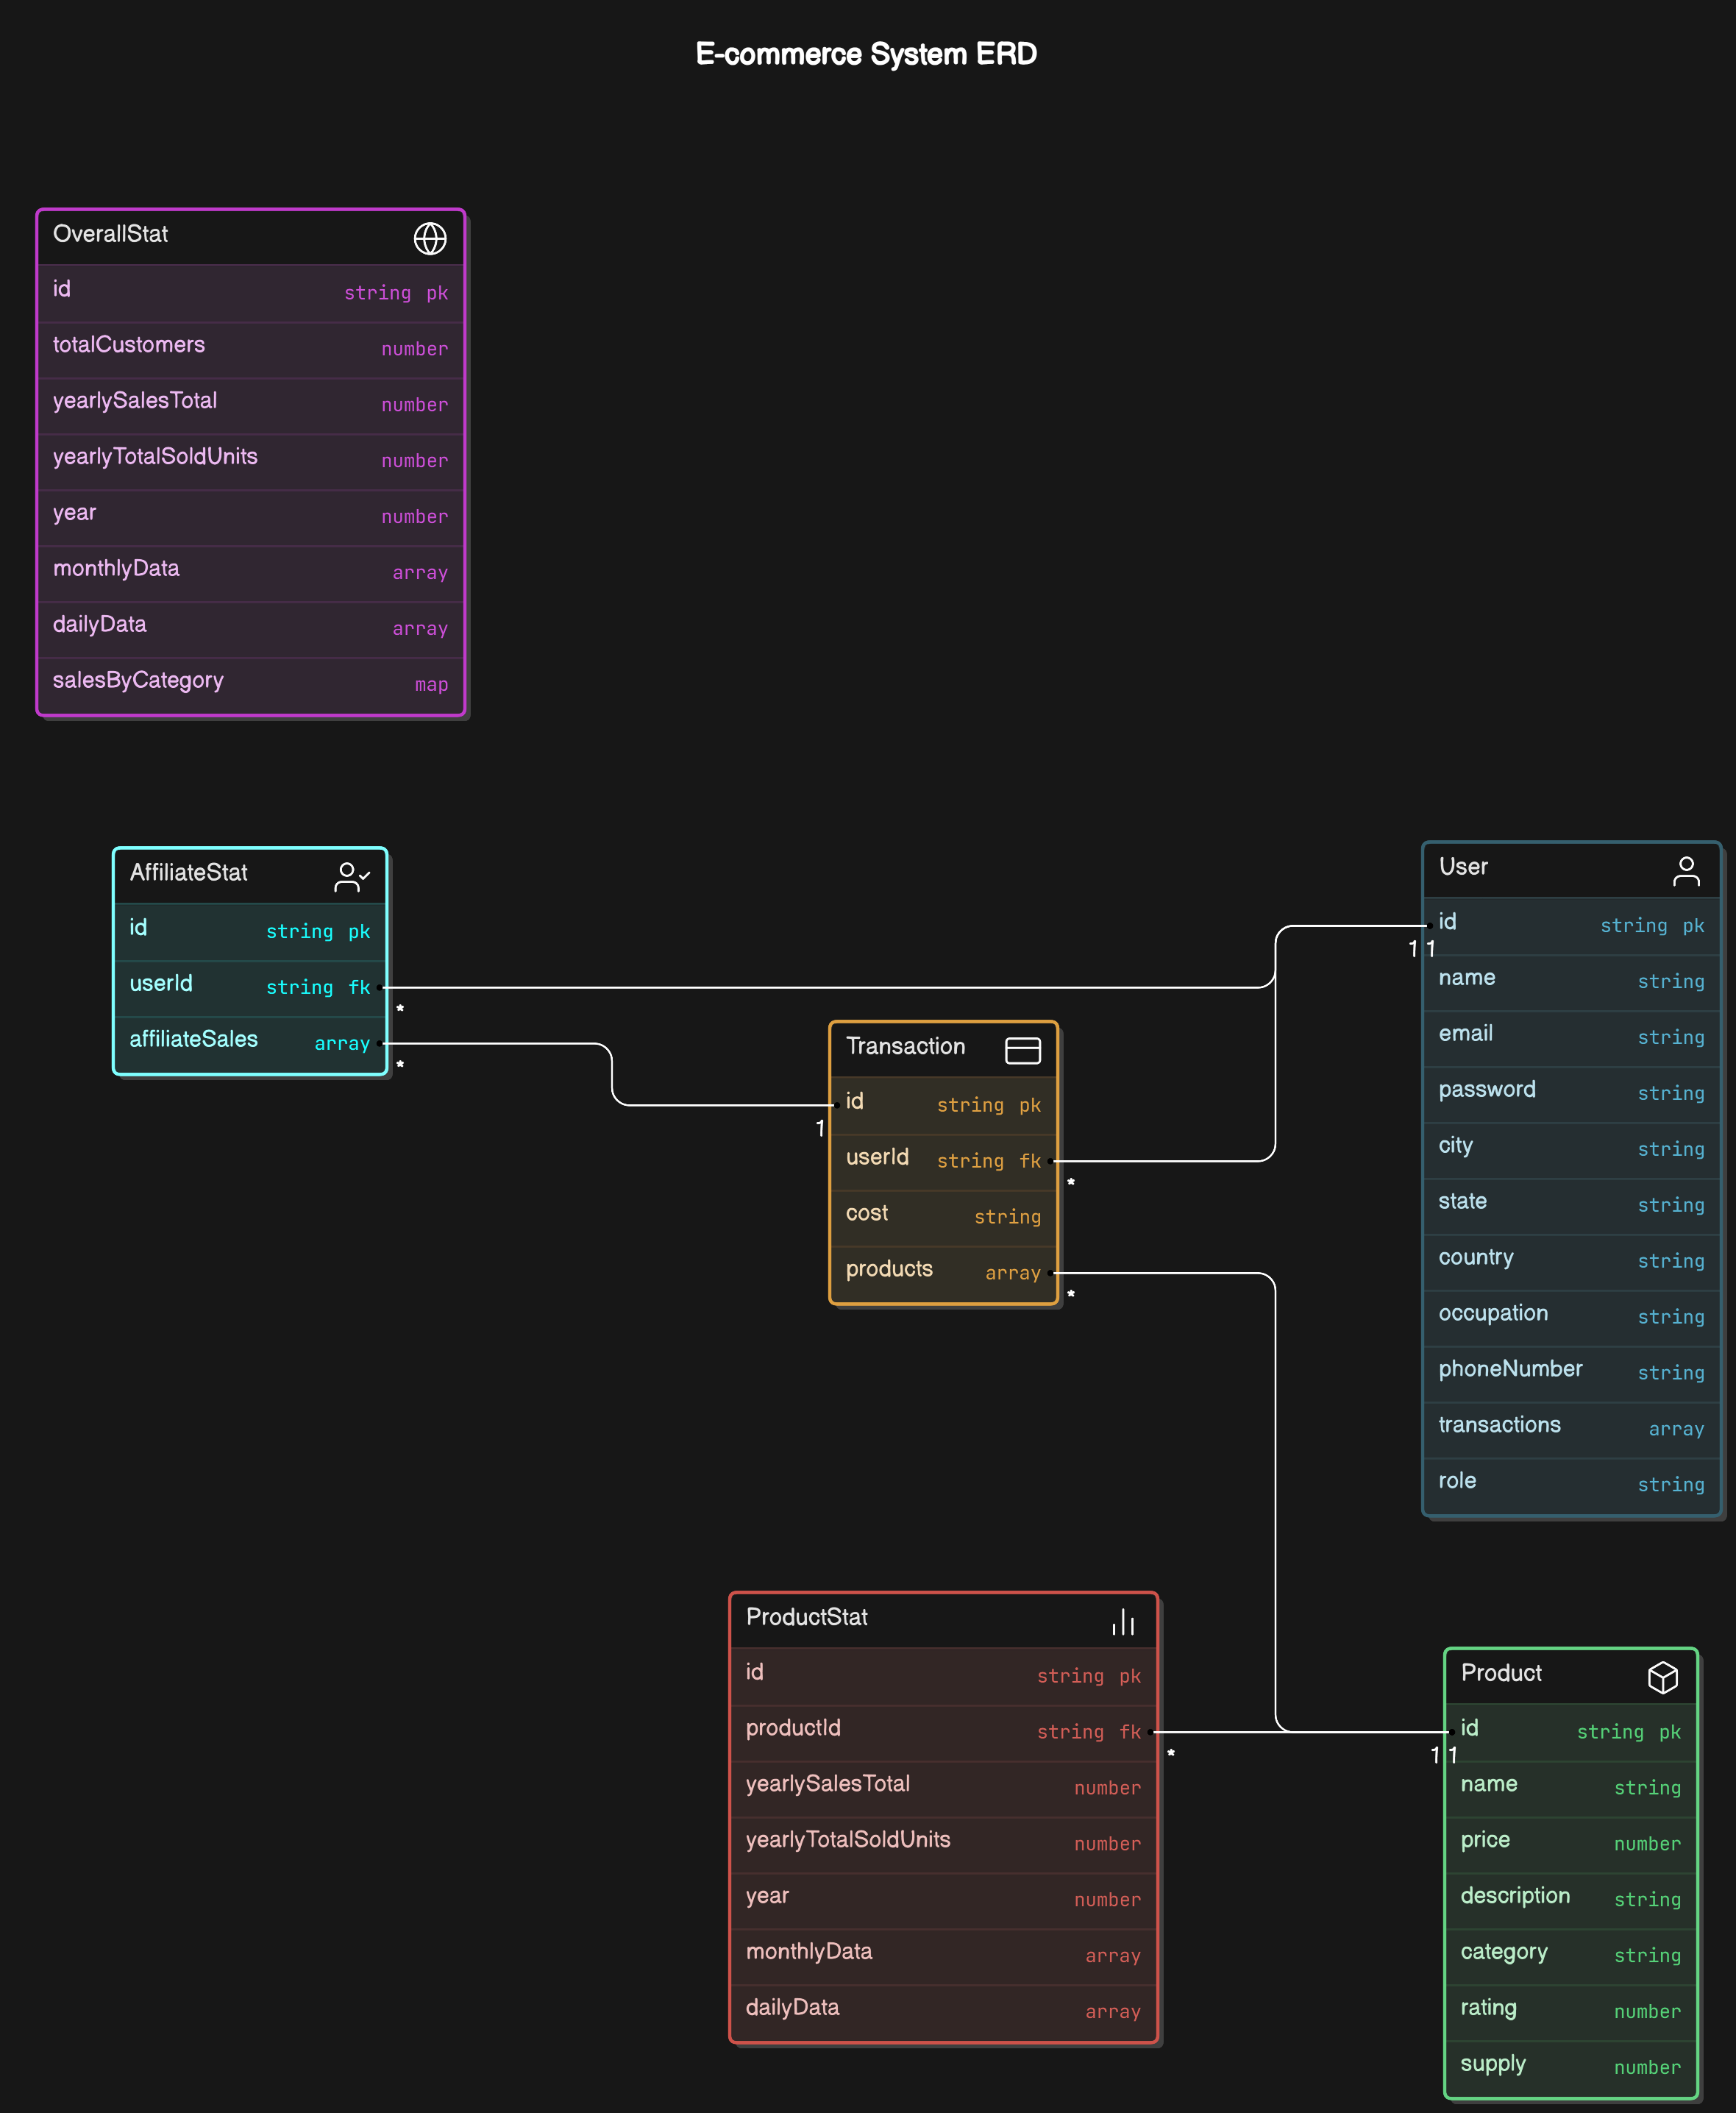 E-commerce System ERD
OverallStat
id string pk
totalCustomers number
yearlySalesTotal number
yearlyTotalSoldUnits number
year number
monthlyData array
dailyData array
salesByCategory map
AffiliateStat
id string pk
userId string fk
*
affiliateSales array
*
Transaction
id string pk
1
userId string fk
*
cost string
products array
*
User
id string pk
1 1
name string
email string
password string
city string
state string
country string
occupation string
phoneNumber string
transactions array
role string
ProductStat
id string pk
productId string fk
*
yearlySalesTotal number
yearlyTotalSoldUnits number
year number
monthlyData array
dailyData array
Product
id string pk
1 1
name string
price number
description string
category string
rating number
supply number